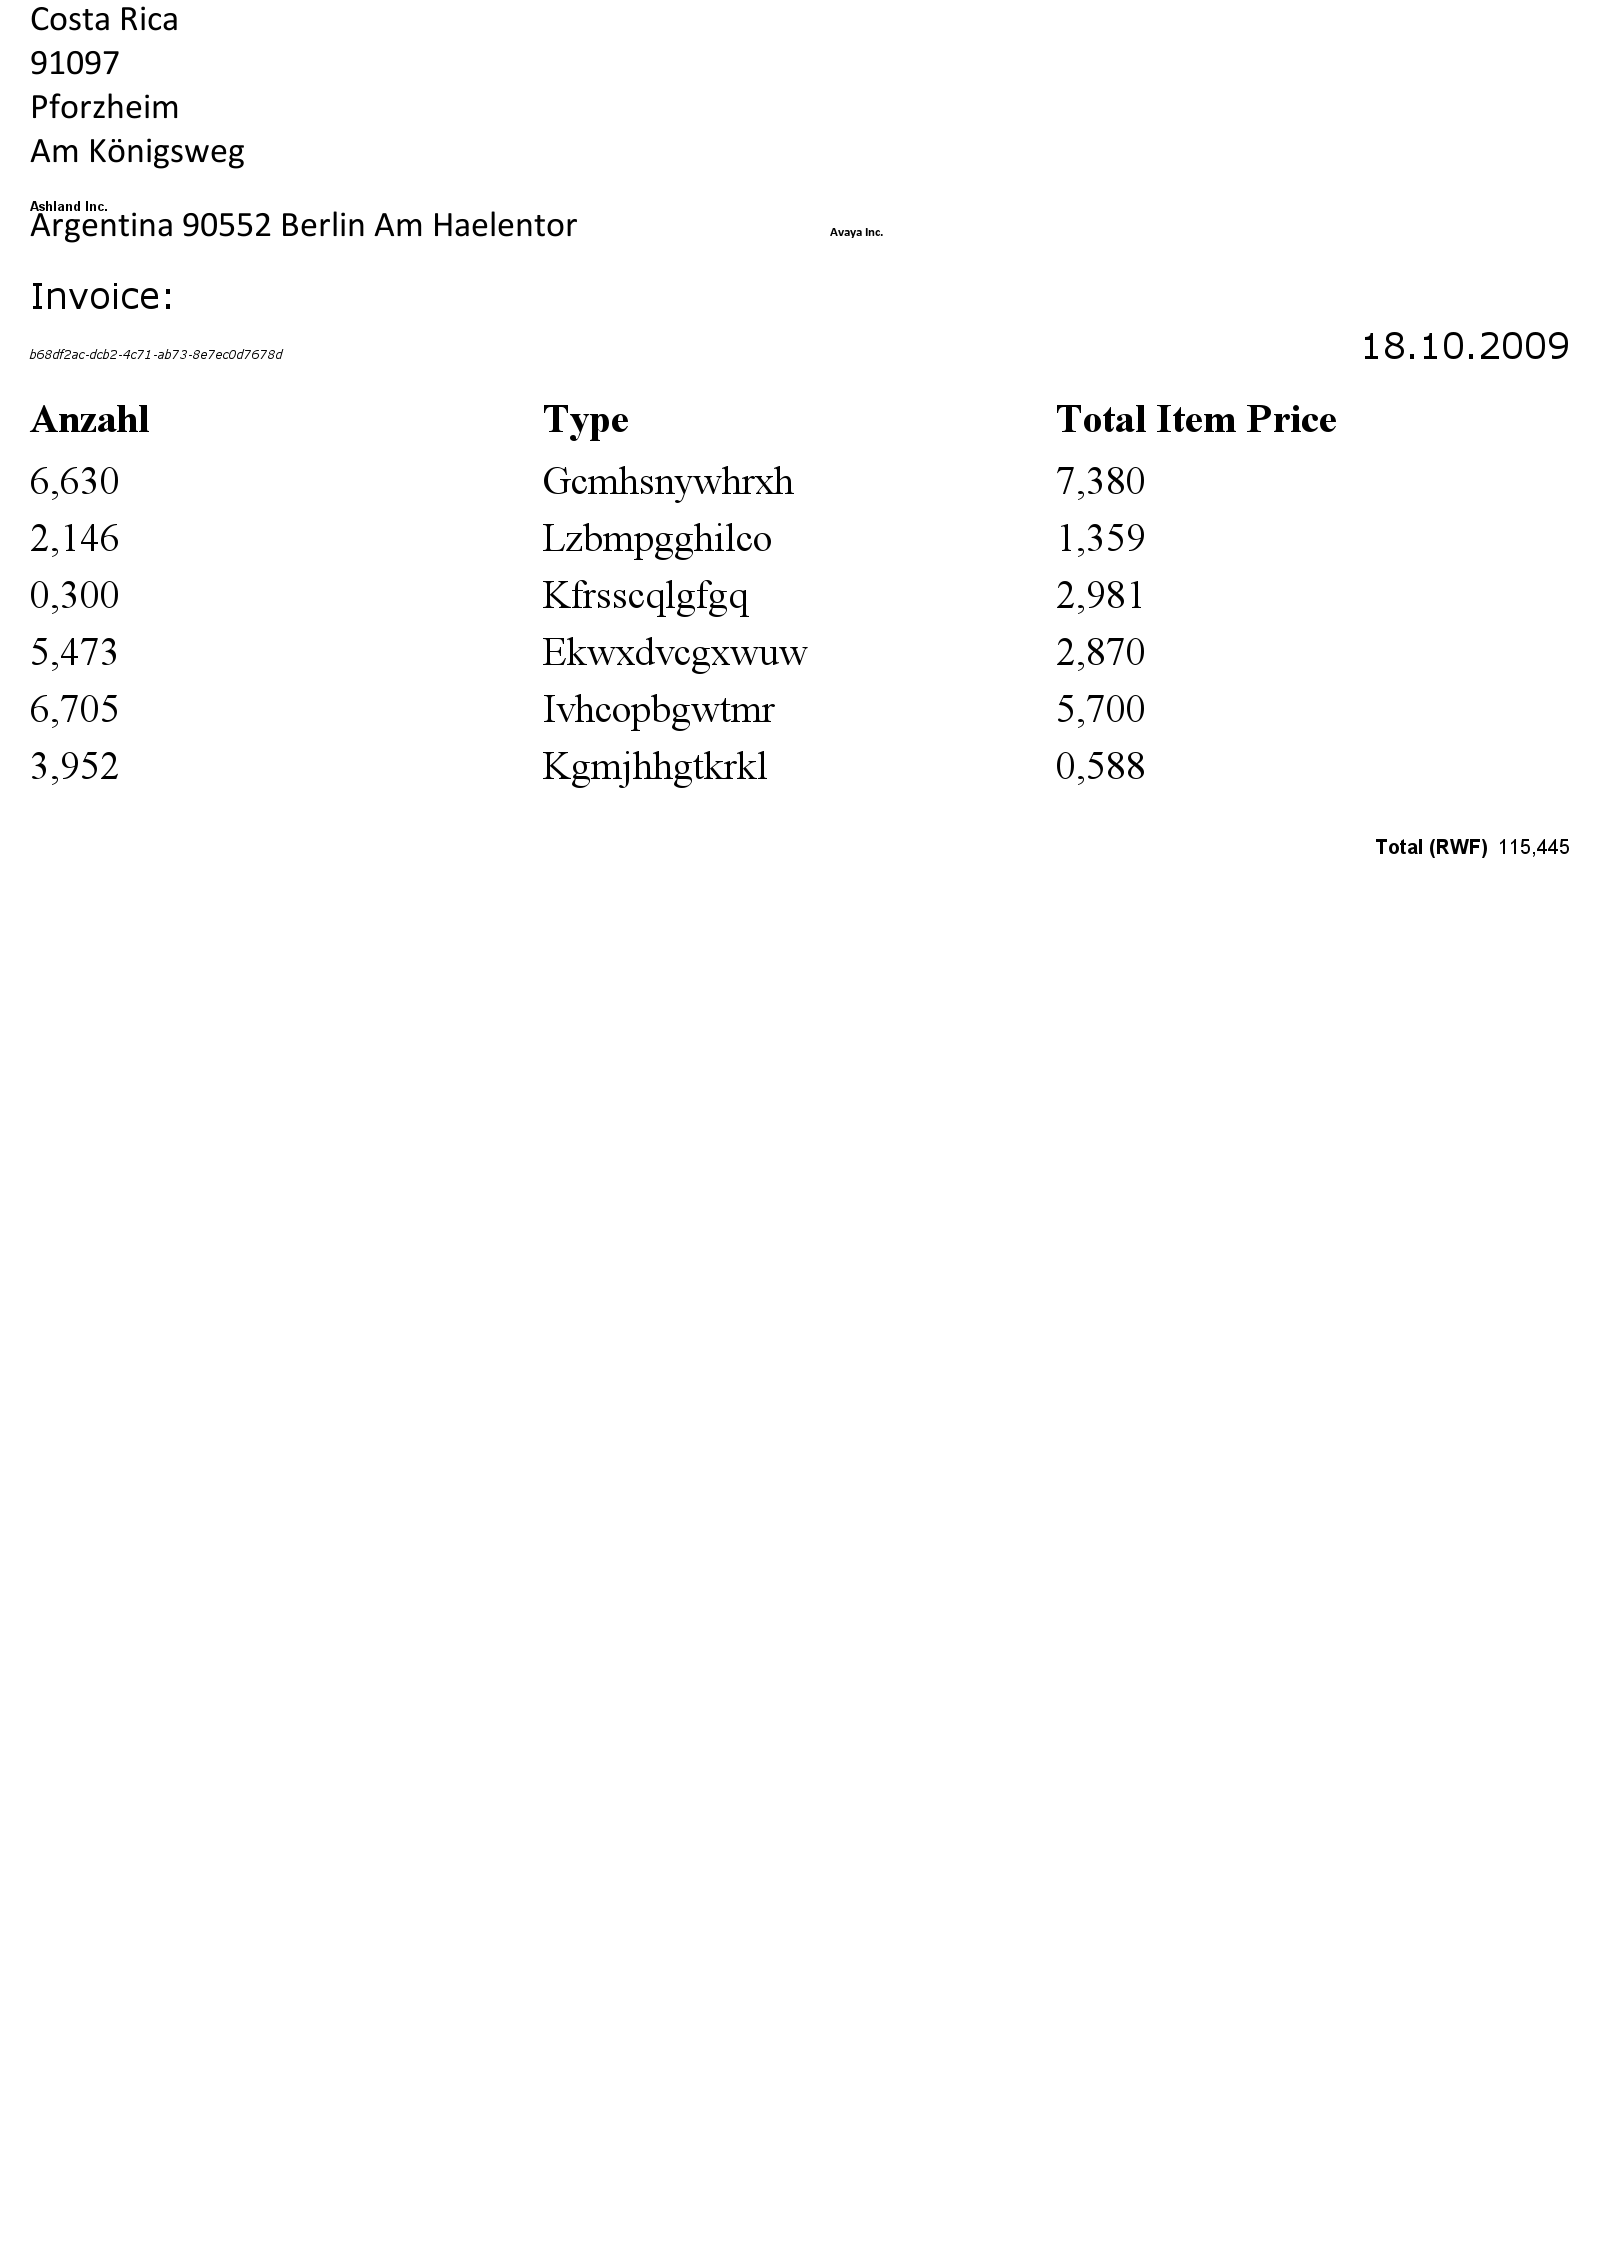 Costa Rica
91097
Pforzheim
Am Königsweg
Ashland Inc.
Argentina 90552 Berlin Am Haelentor Avaya Inc.
Invoice:
b68df2ac-dcb2-4c71-ab73-8e7ec0d7678d 18.10.2009
Anzahl Type Total Item Price
6,630 Gcmhsnywhrxh 7,380
2,146 Lzbmpgghilco 1,359
0,300 Kfrsscqlgfgq 2,981
5,473 Ekwxdvcgxwuw 2,870
6,705 Ivhcopbgwtmr 5,700
3,952 Kgmjhhgtkrkl 0,588
Total (RWF) 115,445